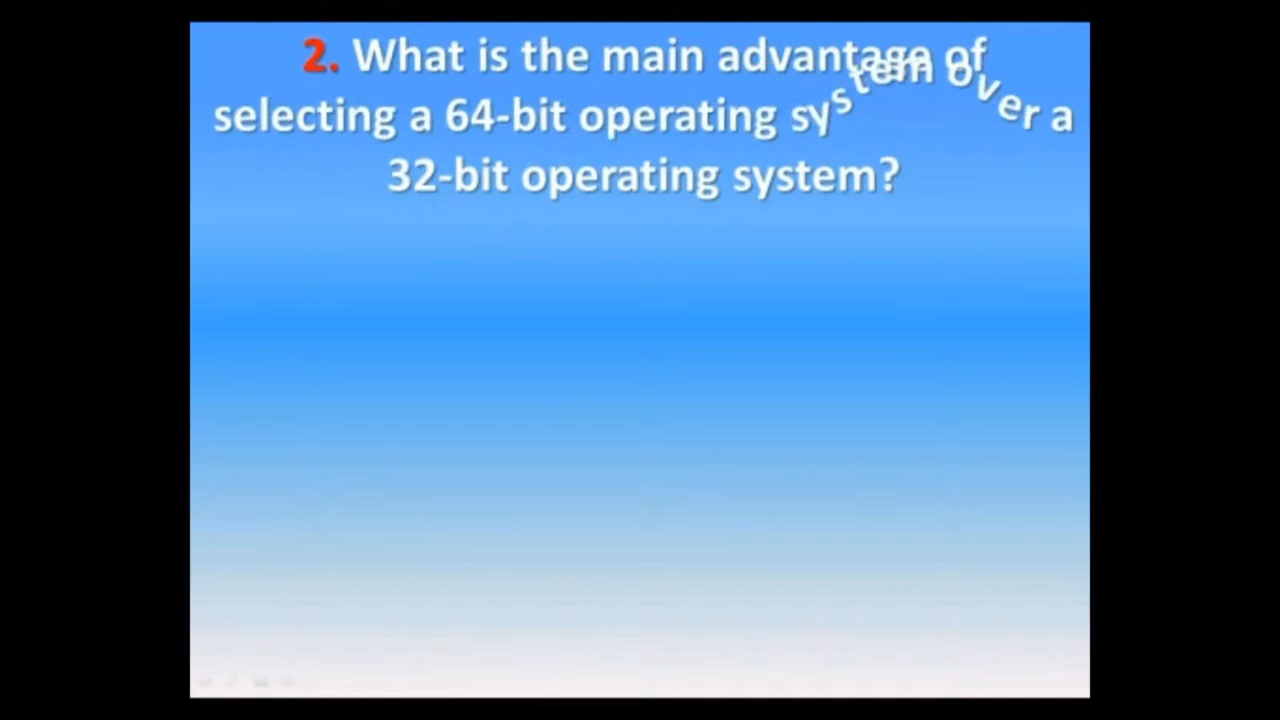 2. What is the main advantage of
selecting a 64-bit operating system over a
32-bit operating system?